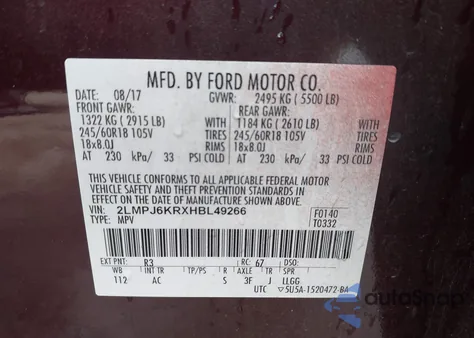 MFD. BY FORD MOTOR CO.
DATE: 08/17 GVWR: 2495 KG ( 5500 LB)
FRONT GAWR: REAR GAWR:
1322 KG ( 2915 LB) 1184 KG ( 2610 LB)
245/60R18 105V TIRES 245/60R18 105V
18x8.0J RIMS 18x8.0J
AT 230 kPa/ 33 PSI COLD AT 230 kPa/ 33 PSI COLD
THIS VEHICLE CONFORMS TO ALL APPLICABLE FEDERAL MOTOR
VEHICLE SAFETY AND BUMPER STANDARDS IN
EFFECT ON THE DATE OF MANUFACTURE SHOWN ABOVE.
VIN: 2LMPJ6KRXHBL49266 F0140
TYPE: MPV T0332
EXT PNT: R3 RC: 67 DSO:
WB INT TR TP/PS R AXLE TR SPR
112 AC S 3F J LLGG
UTC 5U5A-1520472-BA
autoSnap